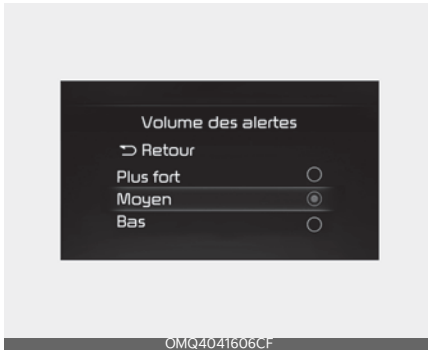 Volume des alertes
Retour
Plus fort
Moyen
Bas
OMQ4041606CF